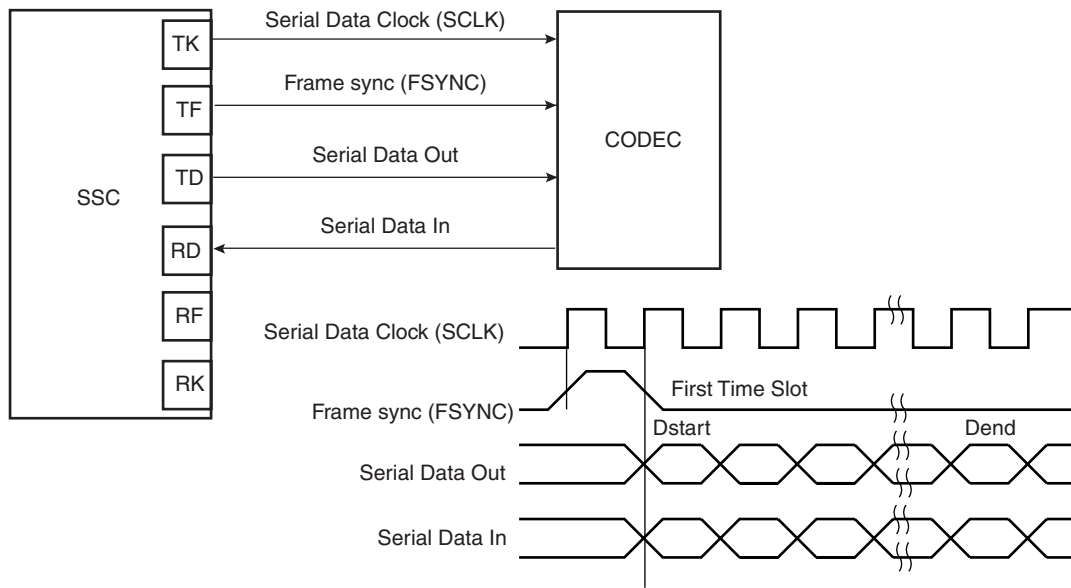 Serial Data Clock (SCLK)
TK
Frame sync (FSYNC)
TF
CODEC
Serial Data Out
TD
SSC
Serial Data In
RD
RF
Serial Data Clock (SCLK)
RK
First Time Slot
Frame sync (FSYNC)
Dstart
Dend
Serial Data Out
Serial Data In